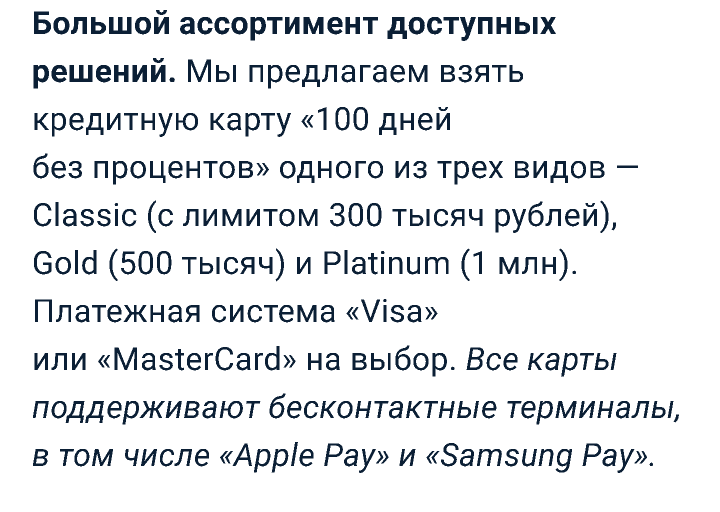 Большой ассортимент доступных
решений. Мы предлагаем взять
кредитную карту «100 дней
без процентов» одного из трех видов —
Classic (с лимитом 300 тысяч рублей),
Gold (500 тысяч) и Platinum (1 млн).
Платежная система «Visa»
или «MasterCard» на выбор. Все карты
поддерживают бесконтактные терминалы,
в том числе «Apple Pay» и «Samsung Pay».